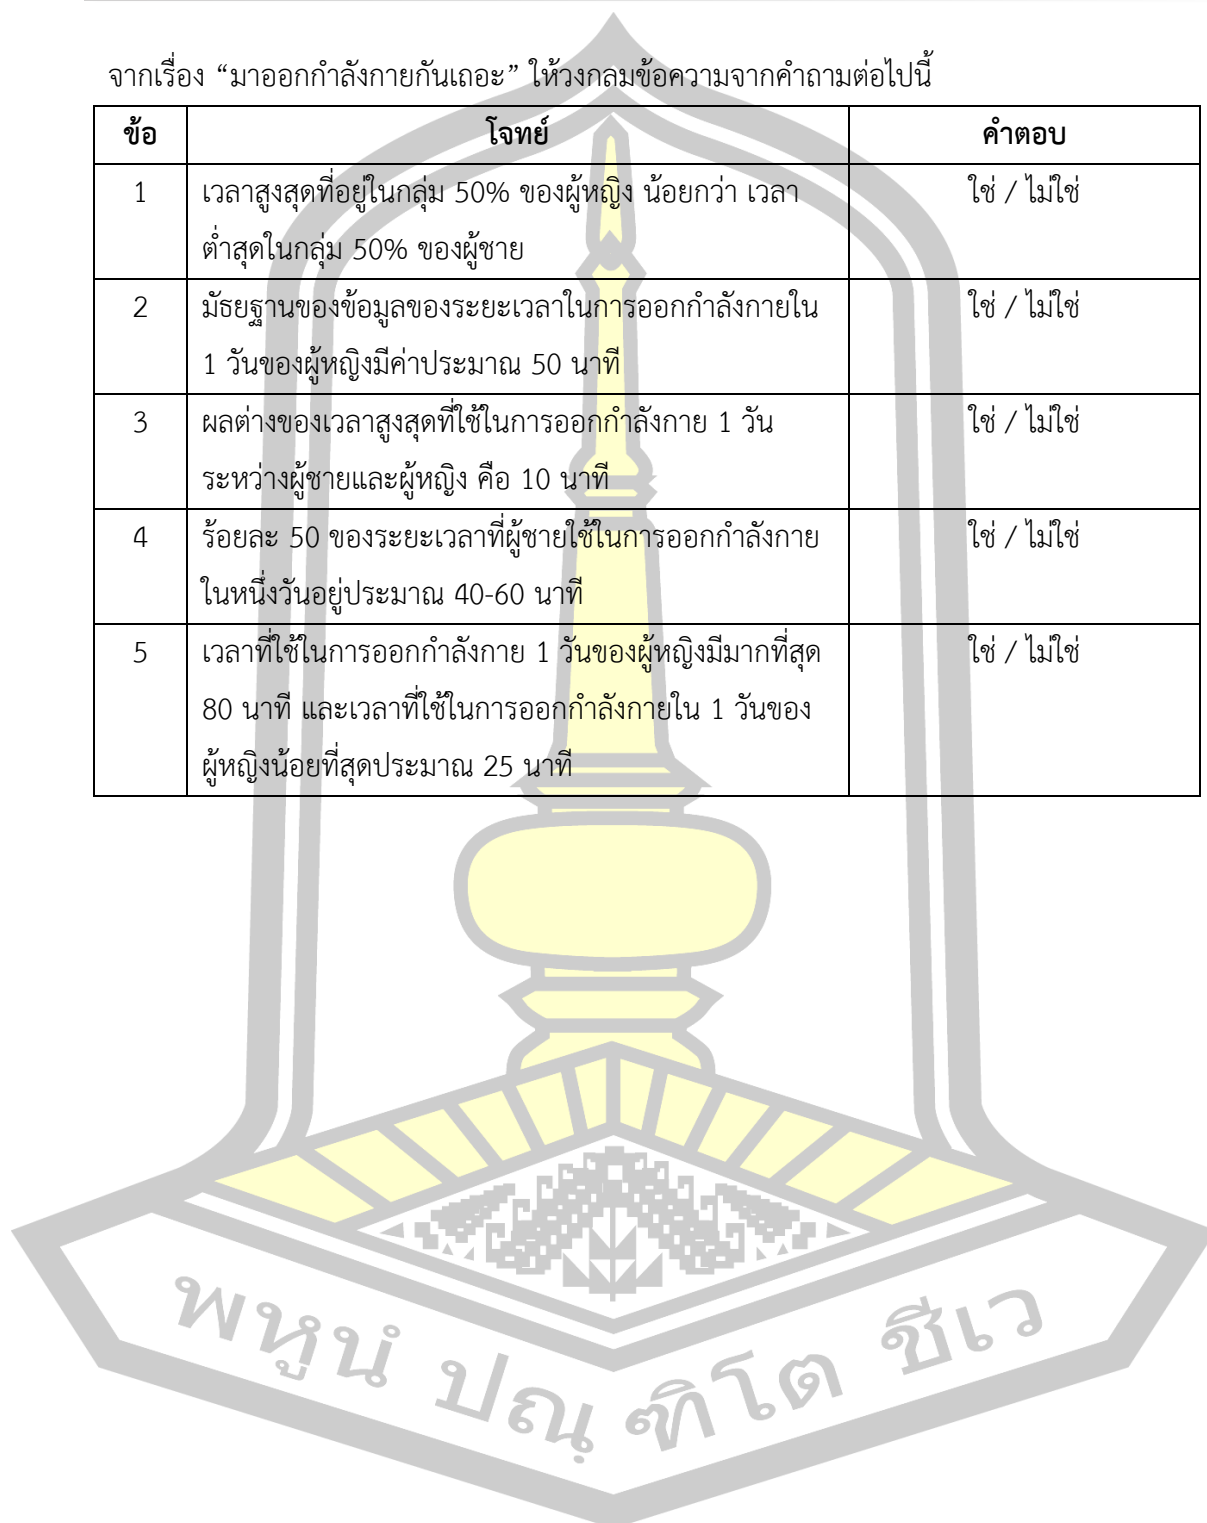 จากเรื่อง “มาออกกำลังกายกันเถอะ” ให้วงกลมข้อความจากคำถามต่อไปนี้
ข้อ โจทย์ คำตอบ
1 เวลาสูงสุดที่อยู่ในกลุ่ม 50% ของผู้หญิง น้อยกว่า เวลา ใช่ / ไม่ใช่
ต่ำสุดในกลุ่ม 50% ของผู้ชาย
2 มัธยฐานของข้อมูลของระยะเวลาในการออกกำลังกายใน ใช่ / ไม่ใช่
1 วันของผู้หญิงมีค่าประมาณ 50 นาที
3 ผลต่างของเวลาสูงสุดที่ใช้ในการออกกำลังกาย 1 วัน ใช่ / ไม่ใช่
ระหว่างผู้ชายและผู้หญิง คือ 10 นาที
4 ร้อยละ 50 ของระยะเวลาที่ผู้ชายใช้ในการออกกำลังกาย ใช่ / ไม่ใช่
ในหนึ่งวันอยู่ประมาณ 40-60 นาที
5 เวลาที่ใช้ในการออกกำลังกาย 1 วันของผู้หญิงมีมากที่สุด ใช่ / ไม่ใช่
80 นาที และเวลาที่ใช้ในการออกกำลังกายใน 1 วันของ
ผู้หญิงน้อยที่สุดประมาณ 25 นาที
พหูนํ ปณฺฑิโต ชีเว